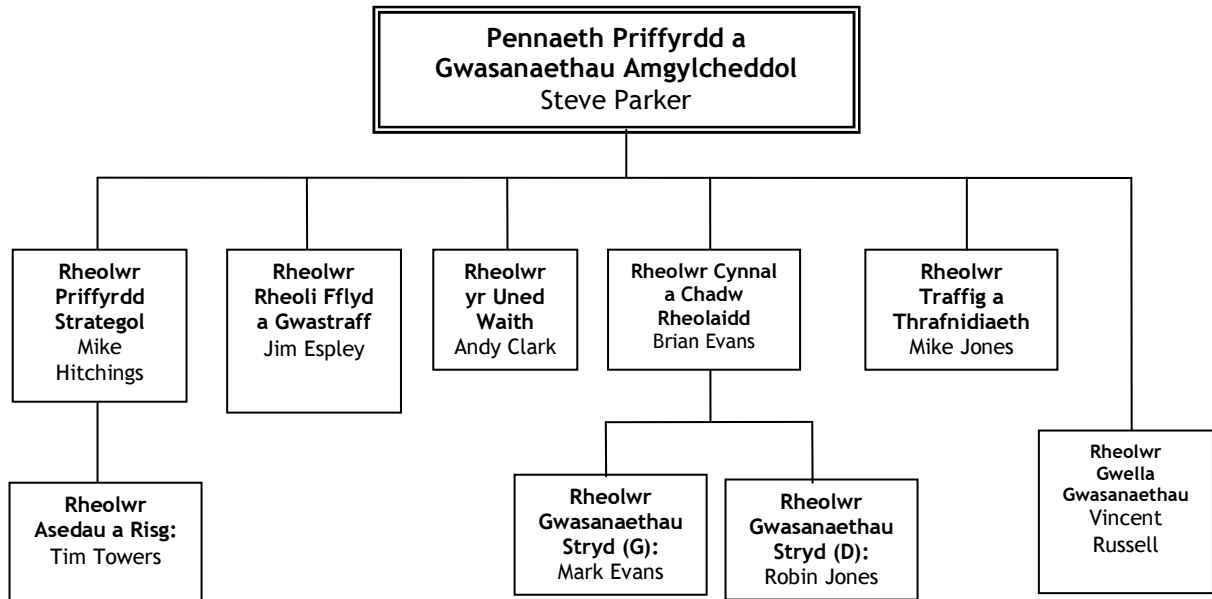 Pennaeth Priffyrdd a
Gwasanaethau Amgylcheddol
Steve Parker
Rheolwr
Priffyrdd
Strategol
Mike
Hitchings
Rheolwr
Rheoli Fflyd
a Gwastraff
Jim Espley
Rheolwr
yr Uned
Waith
Andy Clark
Rheolwr Cynnal
a Chadw
Rheolaidd
Brian Evans
Rheolwr
Traffig a
Thrafnidiaeth
Mike Jones
Rheolwr
Asedau a Risg:
Tim Towers
Rheolwr
Gwasanaethau
Stryd (G):
Mark Evans
Rheolwr
Gwasanaethau
Stryd (D):
Robin Jones
Rheolwr
Gwella
Gwasanaethau
Vincent
Russell